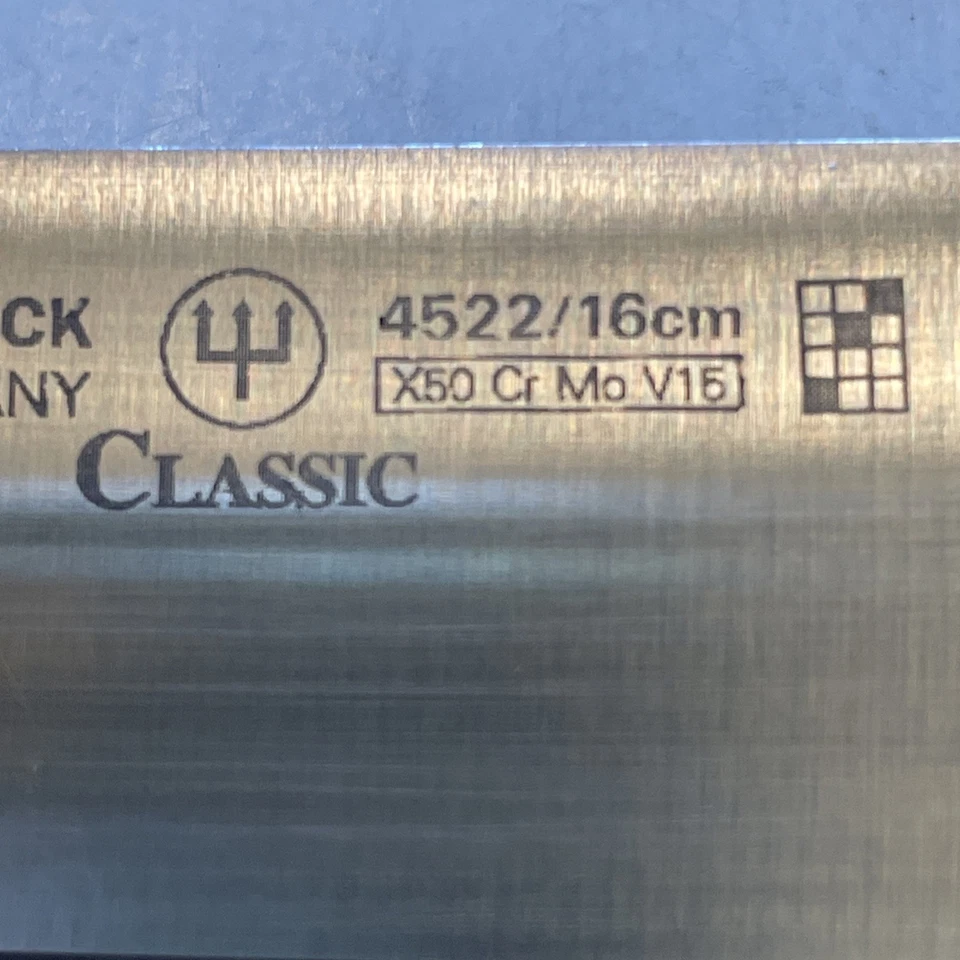 CK
ANY
4522/16cm
X50 Cr Mo V15
CLASSIC